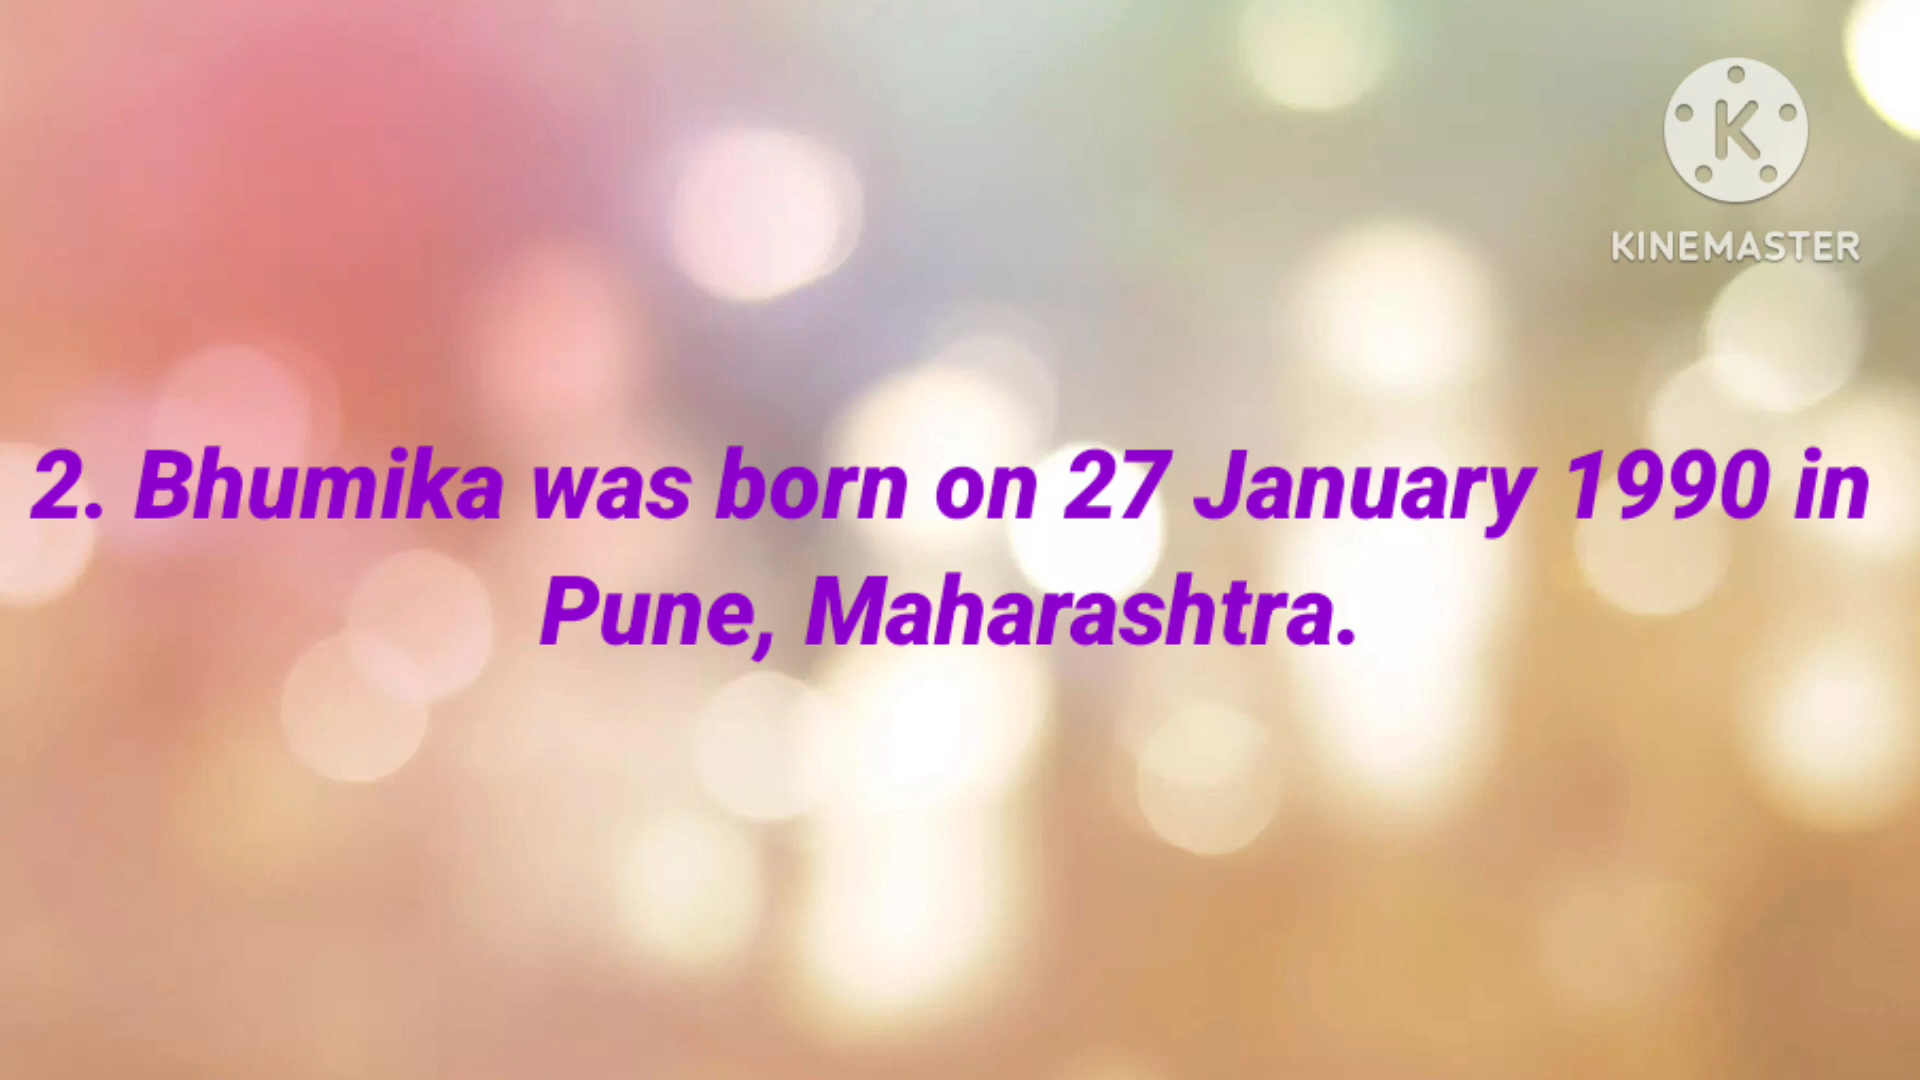 K
KINEMASTER
2. Bhumika was born on 27 January 1990 in
Pune, Maharashtra.